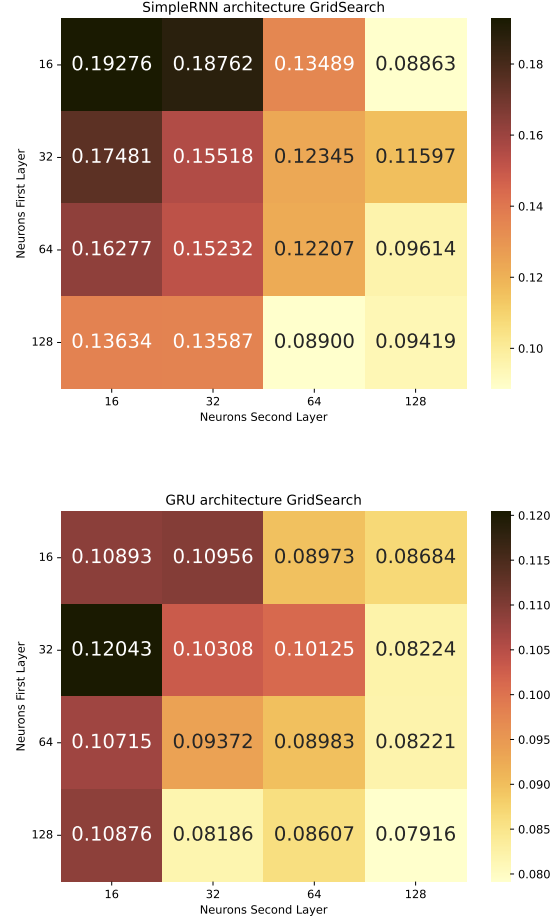 SimpleRNN architecture GridSearch
16 0.19276 0.18762 0.13489 0.08863
32 0.17481 0.15518 0.12345 0.11597
64 0.16277 0.15232 0.12207 0.09614
128 0.13634 0.13587 0.08900 0.09419
Neurons First Layer
16 32 64 128
Neurons Second Layer
0.18
0.16
0.14
0.12
0.10
GRU architecture GridSearch
16 0.10893 0.10956 0.08973 0.08684
32 0.12043 0.10308 0.10125 0.08224
64 0.10715 0.09372 0.08983 0.08221
128 0.10876 0.08186 0.08607 0.07916
Neurons First Layer
16 32 64 128
Neurons Second Layer
0.120
0.115
0.110
0.105
0.100
0.095
0.090
0.085
0.080